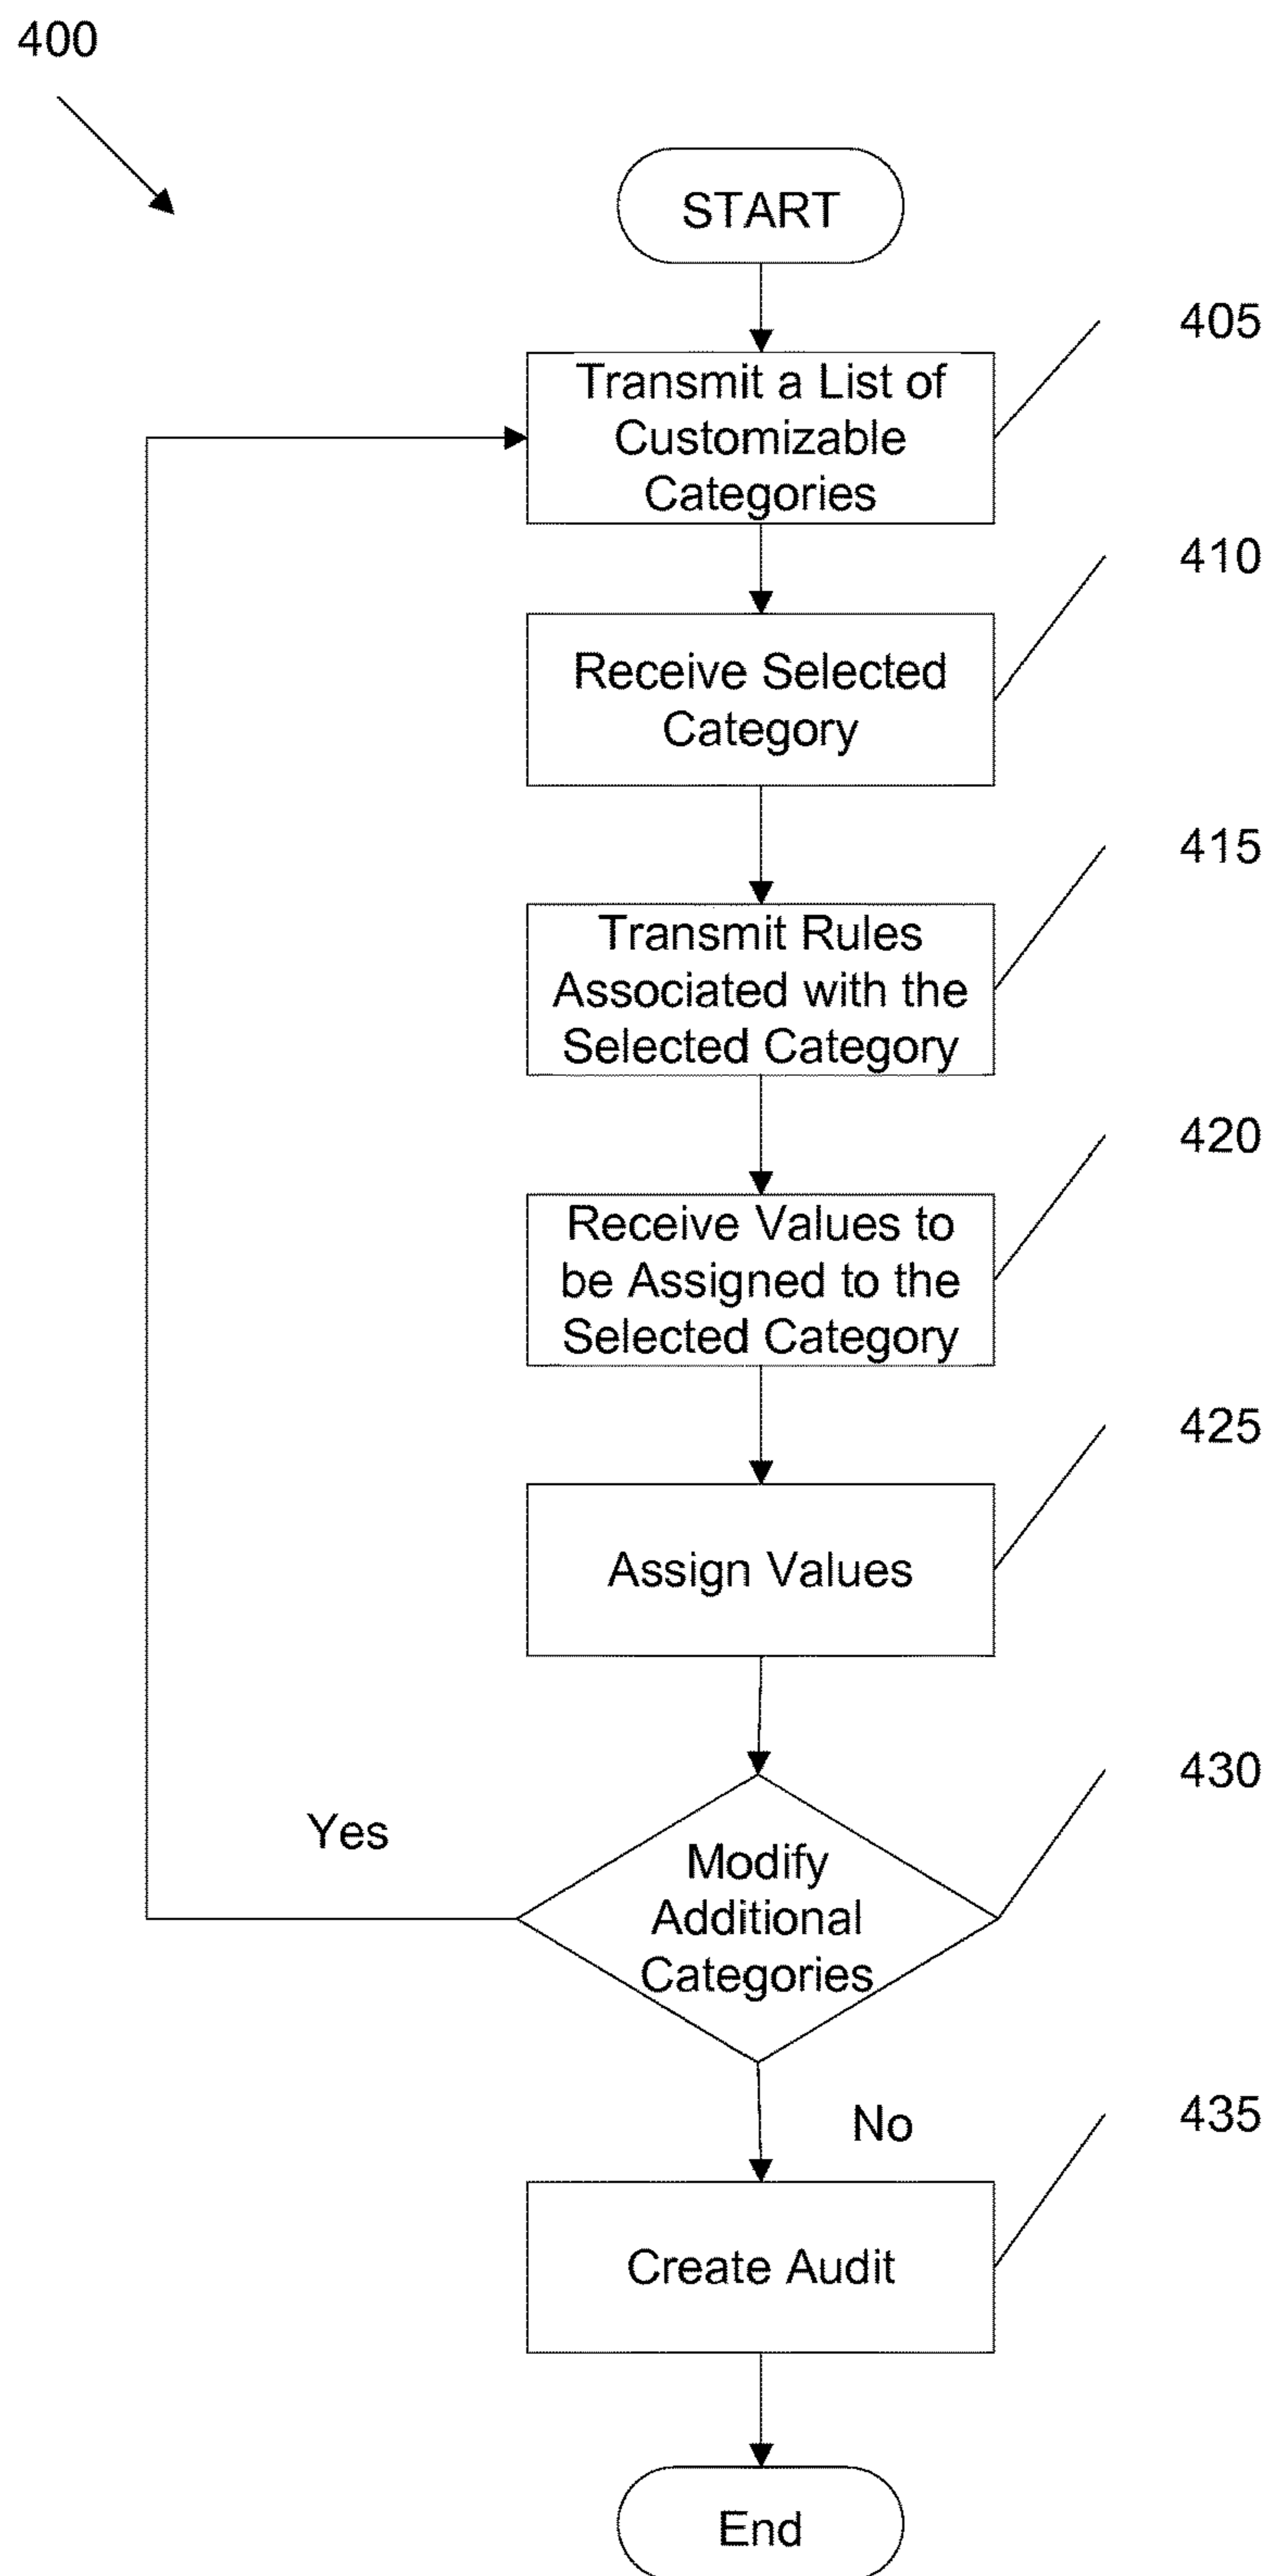 400
START
405
Transmit a List of
Customizable
Categories
410
Receive Selected
Category
415
Transmit Rules
Associated with the
Selected Category
420
Receive Values to
be Assigned to the
Selected Category
425
Assign Values
430
Yes
Modify
Additional
Categories
No
435
Create Audit
End